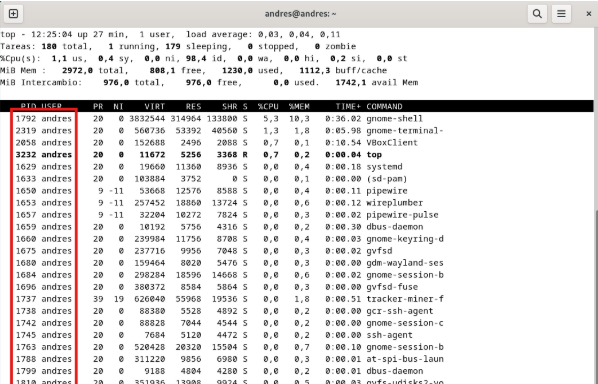 andres@andres: ~
top - 12:25:04 up 27 min, 1 user, load average: 0,03, 0,04, 0,11
Tareas: 180 total, 1 running, 179 sleeping, 0 stopped, 0 zombie
%Cpu(s): 1,1 us, 0,4 sy, 0,0 ni, 98,4 id, 0,0 wa, 0,0 hi, 0,2 si, 0,0 st
MiB Mem : 2972,0 total, 808,1 free, 1230,0 used, 1112,3 buff/cache
MiB Intercambio: 976,0 total, 976,0 free, 0,0 used. 1742,1 avail Mem
PID USER PR NI VIRT RES SHR S %CPU %MEM TIME+ COMMAND
1792 andres 20 0 3832544 314964 133800 S 5,3 10,3 0:36.02 gnome-shell
2319 andres 20 0 560736 53392 40560 S 1,3 1,8 0:05.98 gnome-terminal-
2058 andres 20 0 152688 2496 2088 S 0,7 0,1 0:10.54 VBoxClient
3232 andres 20 0 11672 5256 3368 R 0,7 0,2 0:00.04 top
1629 andres 20 0 19660 11360 8936 S 0,0 0,4 0:00.18 systemd
1633 andres 20 0 103884 3752 0 S 0,0 0,1 0:00.00 (sd-pam)
1650 andres 9 -11 53668 12576 8588 S 0,0 0,4 0:00.11 pipewire
1653 andres 9 -11 257452 18860 13724 S 0,0 0,6 0:00.12 wireplumber
1657 andres 9 -11 32204 10272 7824 S 0,0 0,3 0:00.02 pipewire-pulse
1659 andres 20 0 10192 5756 4316 S 0,0 0,2 0:00.30 dbus-daemon
1660 andres 20 0 239984 11756 8708 S 0,0 0,4 0:00.03 gnome-keyring-d
1675 andres 20 0 237716 9956 7048 S 0,0 0,3 0:00.02 gvfsd
1680 andres 20 0 159464 8020 5476 S 0,0 0,3 0:00.00 gdm-wayland-ses
1684 andres 20 0 298284 18596 14668 S 0,0 0,6 0:00.02 gnome-session-b
1696 andres 20 0 380372 8584 5864 S 0,0 0,3 0:00.00 gvfsd-fuse
1737 andres 39 19 626040 55968 19536 S 0,0 1,8 0:00.51 tracker-miner-f
1738 andres 20 0 88380 5528 4892 S 0,0 0,2 0:00.00 gcr-ssh-agent
1742 andres 20 0 88828 7044 4544 S 0,0 0,2 0:00.00 gnome-session-c
1745 andres 20 0 7684 5120 4472 S 0,0 0,2 0:00.00 ssh-agent
1763 andres 20 0 520428 20320 15504 S 0,0 0,7 0:00.10 gnome-session-b
1788 andres 20 0 311220 9856 6980 S 0,0 0,3 0:00.01 at-spi-bus-laun
1799 andres 20 0 9188 4804 4280 S 0,0 0,2 0:00.01 dbus-daemon
1810 andres 20 0 351936 13908 9924 S 0,0 0,5 0:00.03 gvfs-udisks2-vo